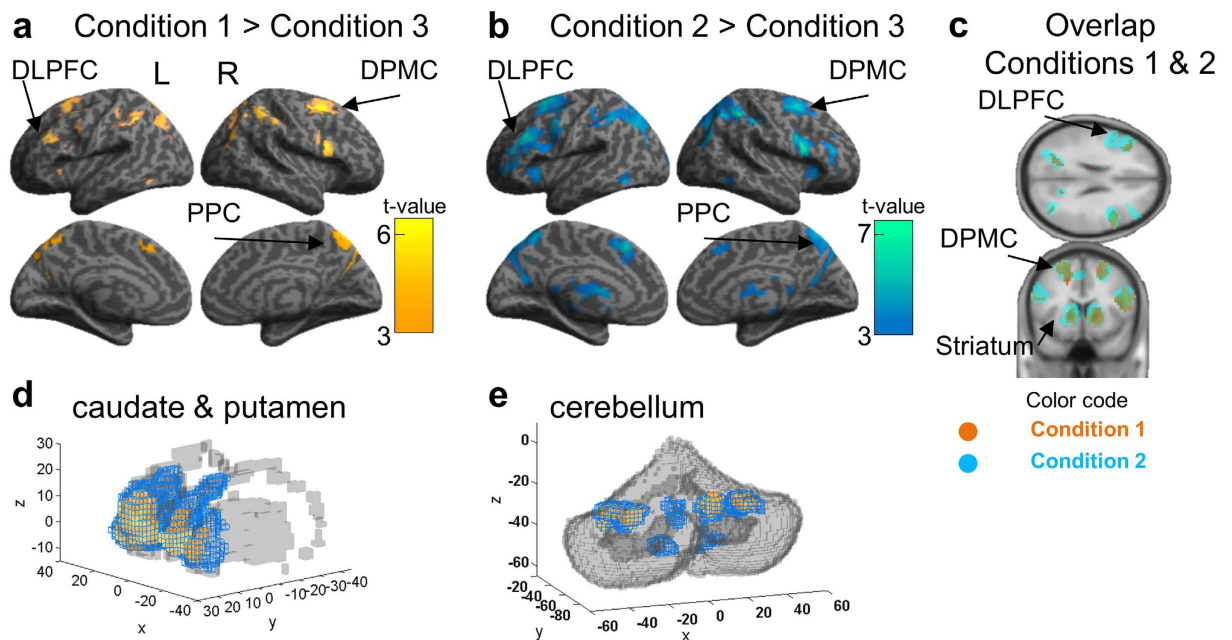 a Condition 1 > Condition 3
DLPFC L R DPMC
PPC
t-value
6
3
b Condition 2 > Condition 3
DLPFC DPMC
PPC
t-value
7
3
c Overlap
Conditions 1 & 2
DLPFC
DPMC
Striatum
Color code
Condition 1
Condition 2
d caudate & putamen
30
20
10
0
-10
z
40 20 0 -20 -40
x
30 20 10 0 -10 -20 -30 -40
y
e cerebellum
0
-20
-40
-60
z
-20
-40
-60
-80
y
-60 -40 -20 0 20 40 60
x